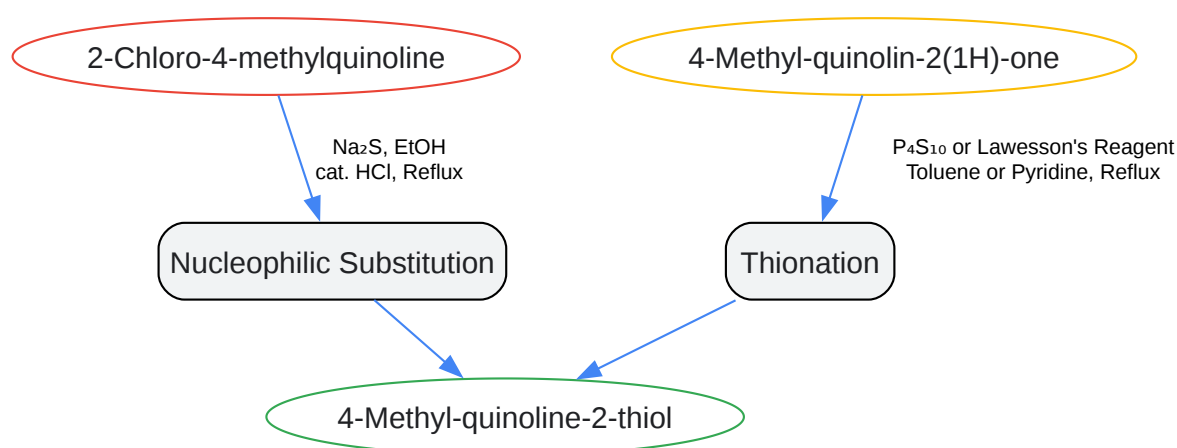 2-Chloro-4-methylquinoline
4-Methyl-quinolin-2(1H)-one
Na₂S, EtOH
cat. HCl, Reflux
P₄S₁₀ or Lawesson's Reagent
Toluene or Pyridine, Reflux
Nucleophilic Substitution
Thionation
4-Methyl-quinoline-2-thiol